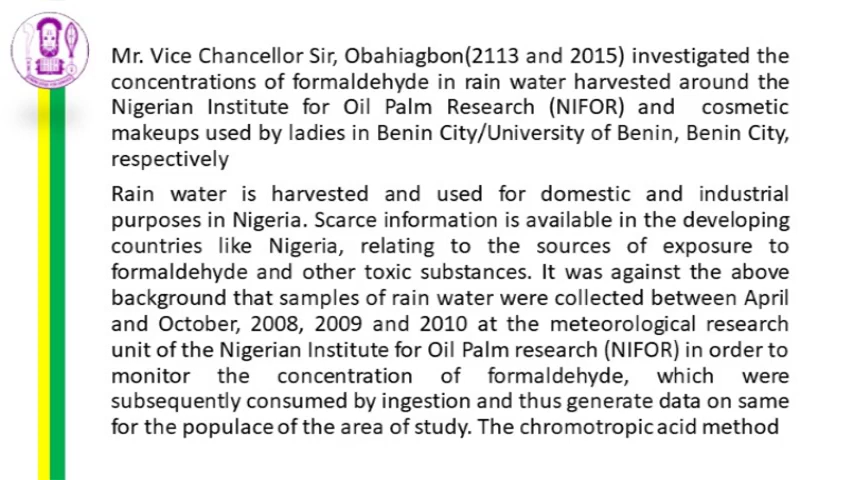 Mr. Vice Chancellor Sir, Obahiagbon(2113 and 2015) investigated the
concentrations of formaldehyde in rain water harvested around the
Nigerian Institute for Oil Palm Research (NIFOR) and cosmetic
makeups used by ladies in Benin City/University of Benin, Benin City,
respectively
Rain water is harvested and used for domestic and industrial
purposes in Nigeria. Scarce information is available in the developing
countries like Nigeria, relating to the sources of exposure to
formaldehyde and other toxic substances. It was against the above
background that samples of rain water were collected between April
and October, 2008, 2009 and 2010 at the meteorological research
unit of the Nigerian Institute for Oil Palm research (NIFOR) in order to
monitor the concentration of formaldehyde, which were
subsequently consumed by ingestion and thus generate data on same
for the populace of the area of study. The chromotropic acid method